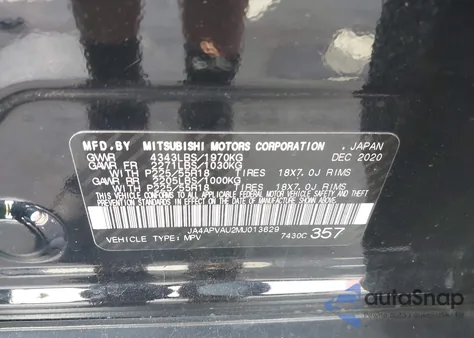 MFD.BY MITSUBISHI MOTORS CORPORATION , JAPAN
GVWR 4343LBS/1970KG DEC 2020
GAWR FR 2271LBS/1030KG
WITH P225/55R18 TIRES 18X7.0J RIMS
GAWR RR 2205LBS/1000KG
WITH P225/55R18 TIRES 18X7.0J RIMS
THIS VEHICLE CONFORMS TO ALL APPLICABLE FEDERAL MOTOR VEHICLE SAFETY AND
THEFT PREVENTION STANDARDS IN EFFECT ON THE
DATE OF MANUFACTURE SHOWN ABOVE.
JA4APVAU2MU013629
VEHICLE TYPE: MPV 7430C 357
autoSnap